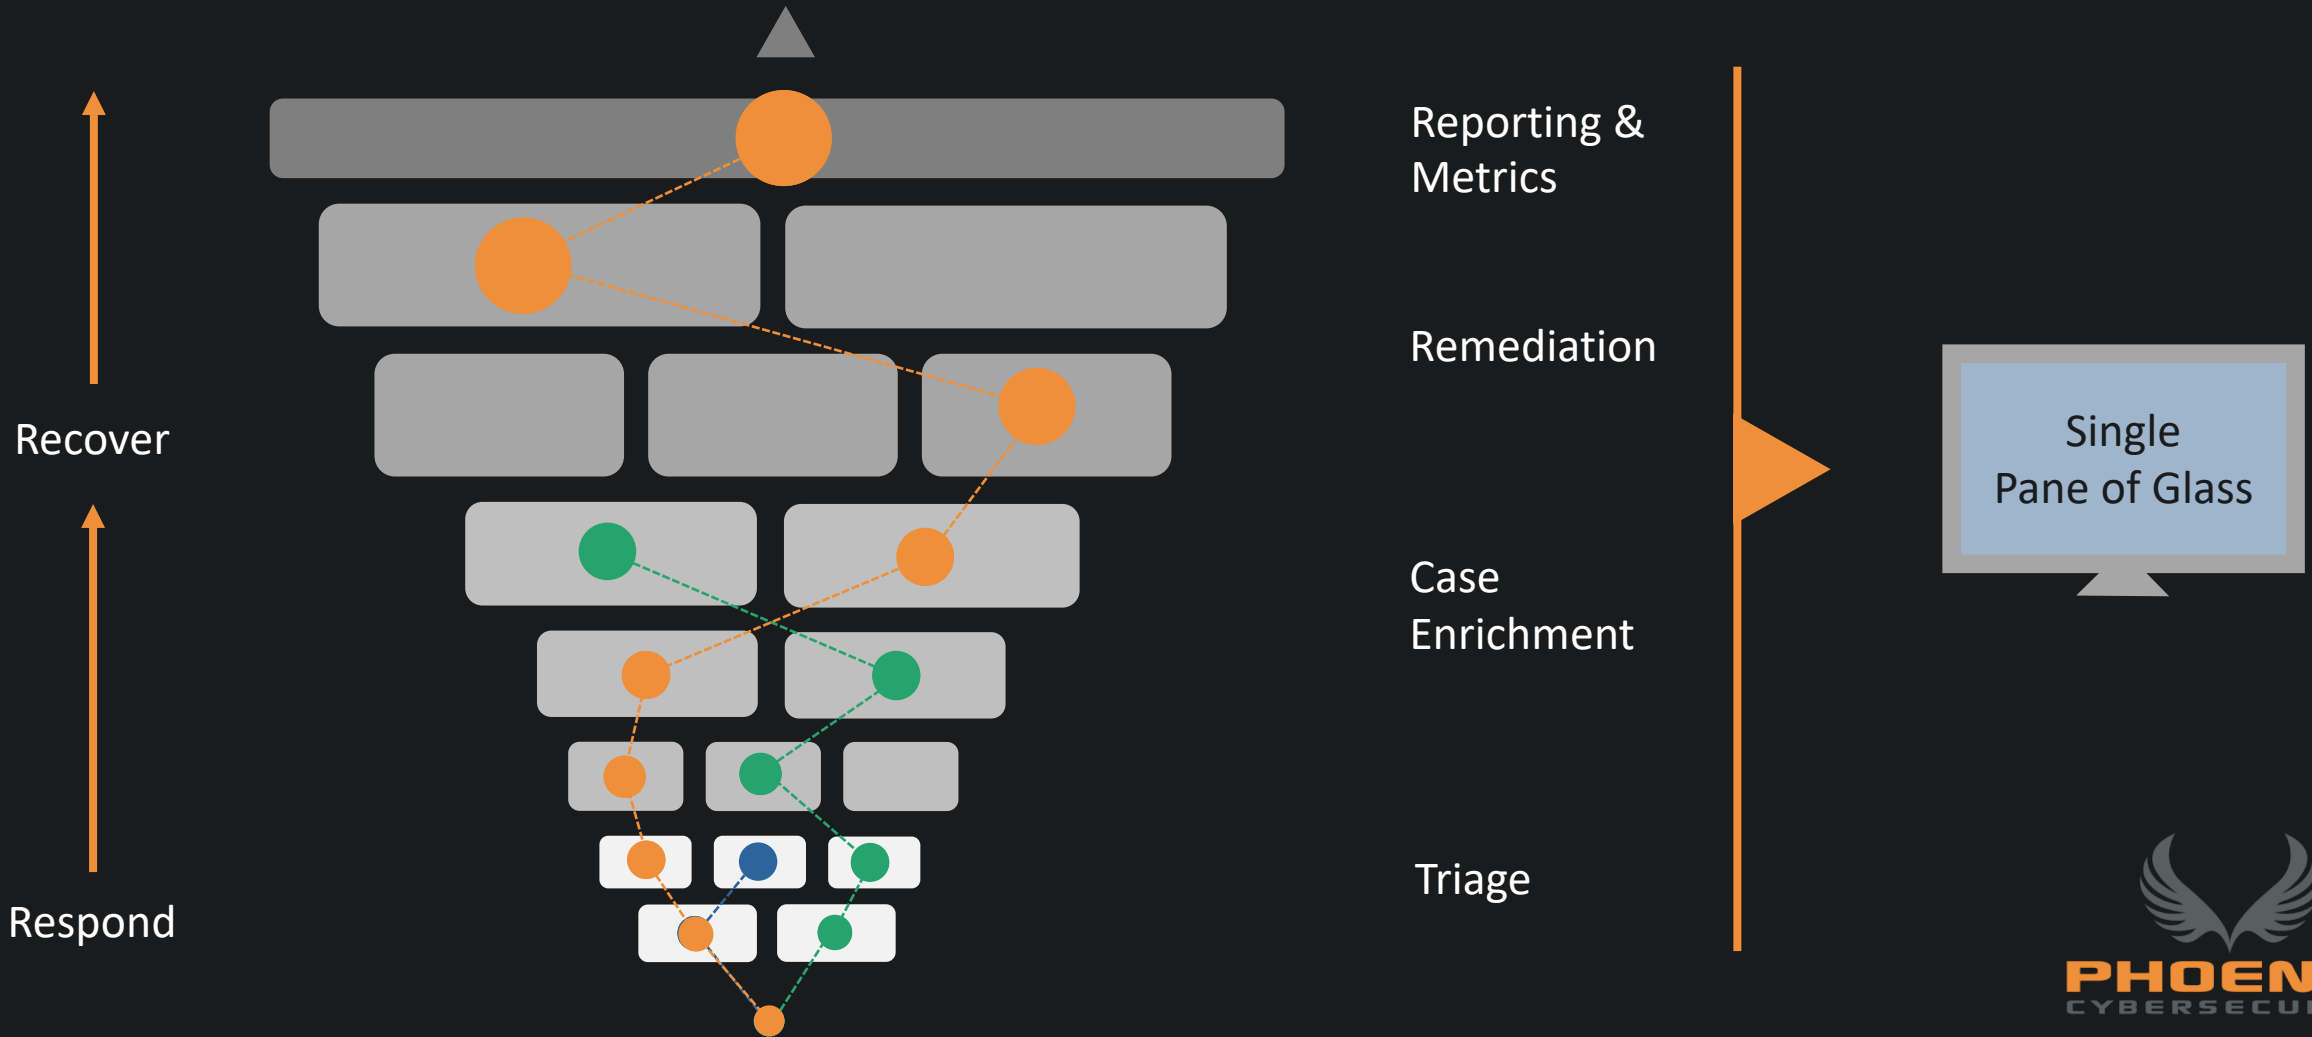 Reporting &
Metrics
Remediation
Recover
Single
Pane of Glass
Case
Enrichment
Triage
Respond